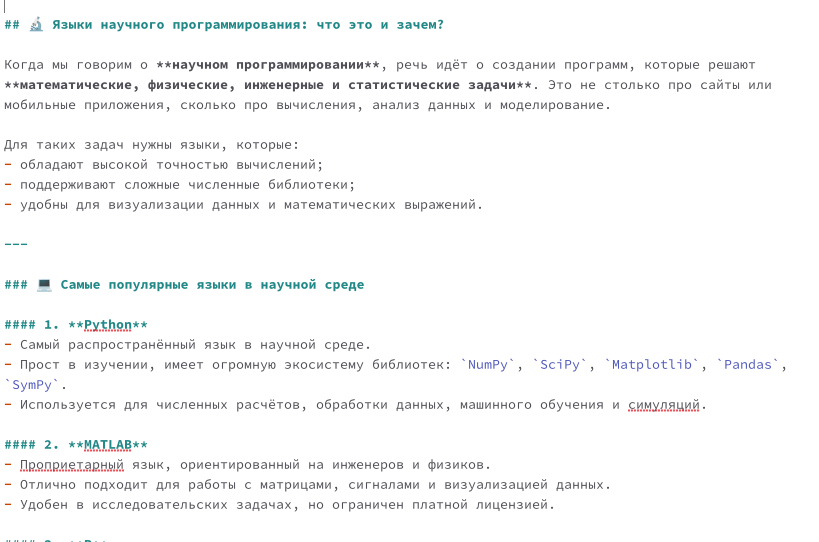 ## 🔬 Языки научного программирования: что это и зачем?
Когда мы говорим о **научном программировании**, речь идёт о создании программ, которые решают
**математические, физические, инженерные и статистические задачи**. Это не столько про сайты или
мобильные приложения, сколько про вычисления, анализ данных и моделирование.
Для таких задач нужны языки, которые:
- обладают высокой точностью вычислений;
- поддерживают сложные численные библиотеки;
- удобны для визуализации данных и математических выражений.
---
### 💻 Самые популярные языки в научной среде
#### 1. **Python**
- Самый распространённый язык в научной среде.
- Прост в изучении, имеет огромную экосистему библиотек: `NumPy`, `SciPy`, `Matplotlib`, `Pandas`,
`SymPy`.
- Используется для численных расчётов, обработки данных, машинного обучения и симуляций.
#### 2. **MATLAB**
- Проприетарный язык, ориентированный на инженеров и физиков.
- Отлично подходит для работы с матрицами, сигналами и визуализацией данных.
- Удобен в исследовательских задачах, но ограничен платной лицензией.